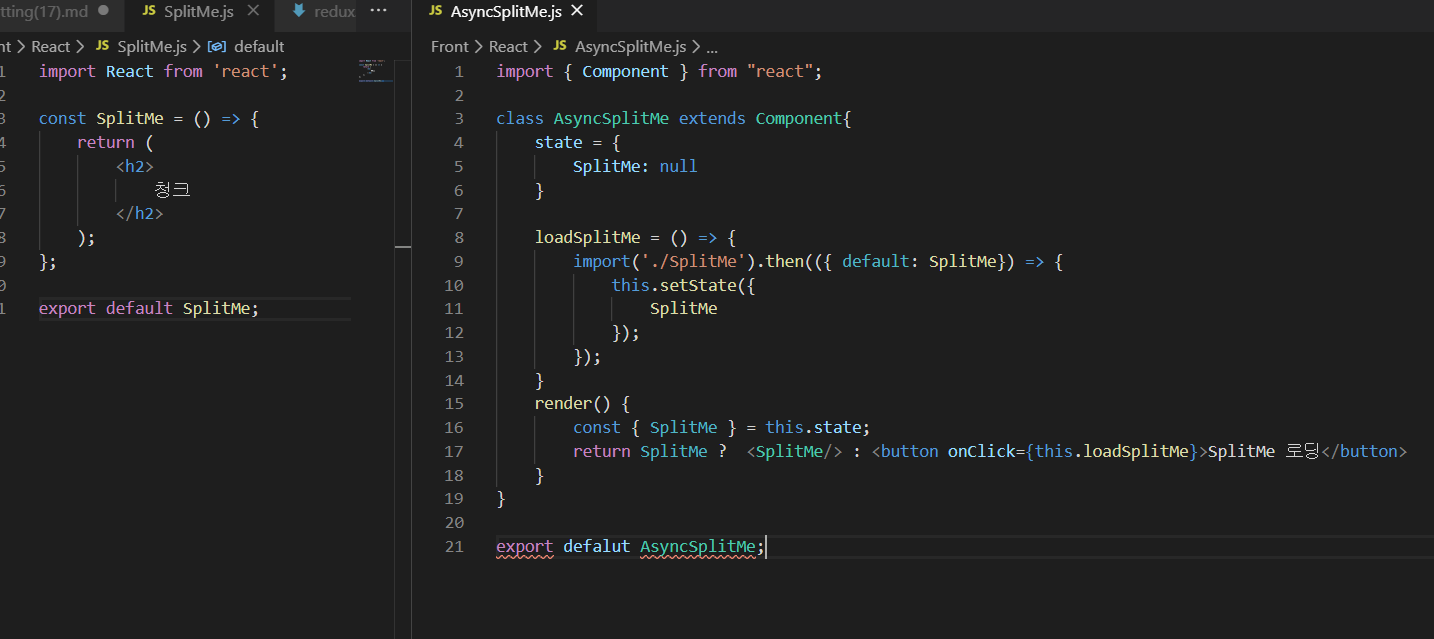 tting(17).md
JS SplitMe.js
redux
...
nt > React > JS SplitMe.js > default
1 import React from 'react';
2
3 const SplitMe = () => {
4 return (
5 <h2>
6 청크
7 </h2>
8 );
9 };
0
1 export default SplitMe;
JS AsyncSplitMe.js
Front > React > JS AsyncSplitMe.js > ...
1 import { Component } from "react";
2
3 class AsyncSplitMe extends Component{
4 state = {
5 SplitMe: null
6 }
7
8 loadSplitMe = () => {
9 import('./SplitMe').then(({ default: SplitMe}) => {
10 this.setState({
11 SplitMe
12 });
13 });
14 }
15 render() {
16 const { SplitMe } = this.state;
17 return SplitMe ?  <SplitMe/> : <button onClick={this.loadSplitMe}>SplitMe 로딩</button>
18 }
19 }
20
21 export defalut AsyncSplitMe;